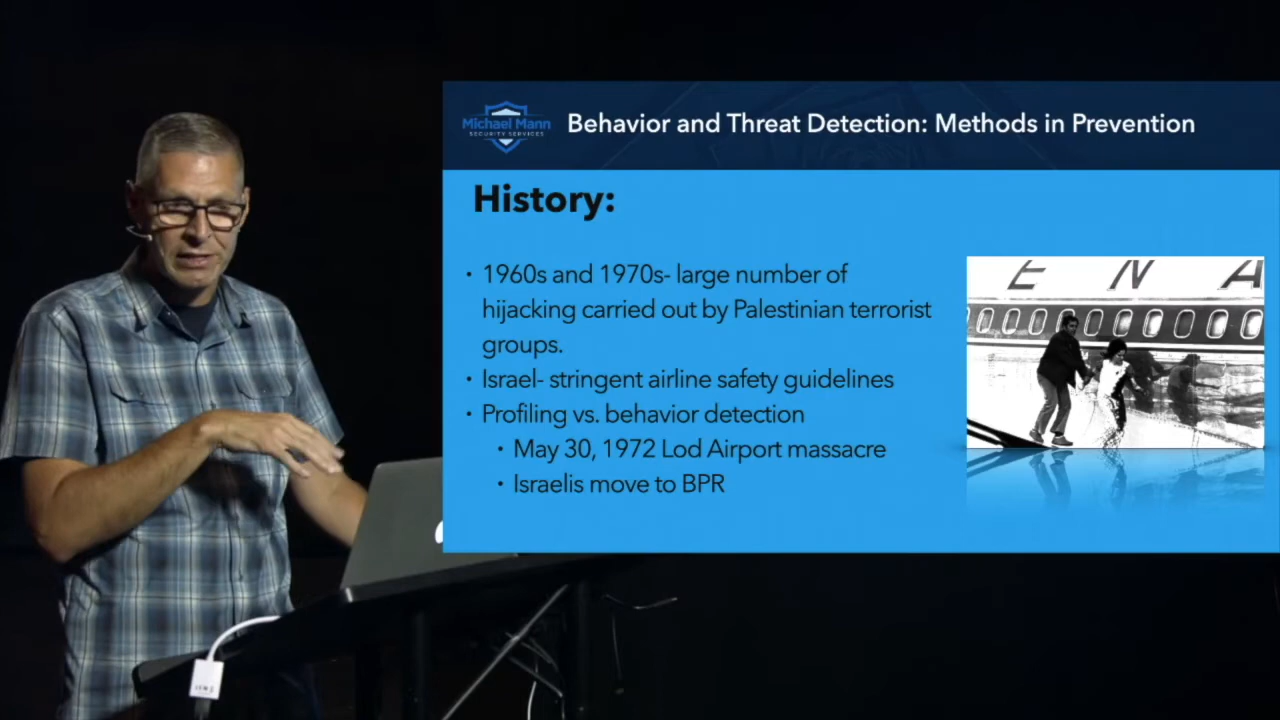 Michael Mann
SECURITY SERVICES
Behavior and Threat Detection: Methods in Prevention
History:
• 1960s and 1970s- large number of
hijacking carried out by Palestinian terrorist
groups.
• Israel- stringent airline safety guidelines
• Profiling vs. behavior detection
• May 30, 1972 Lod Airport massacre
• Israelis move to BPR
E N A